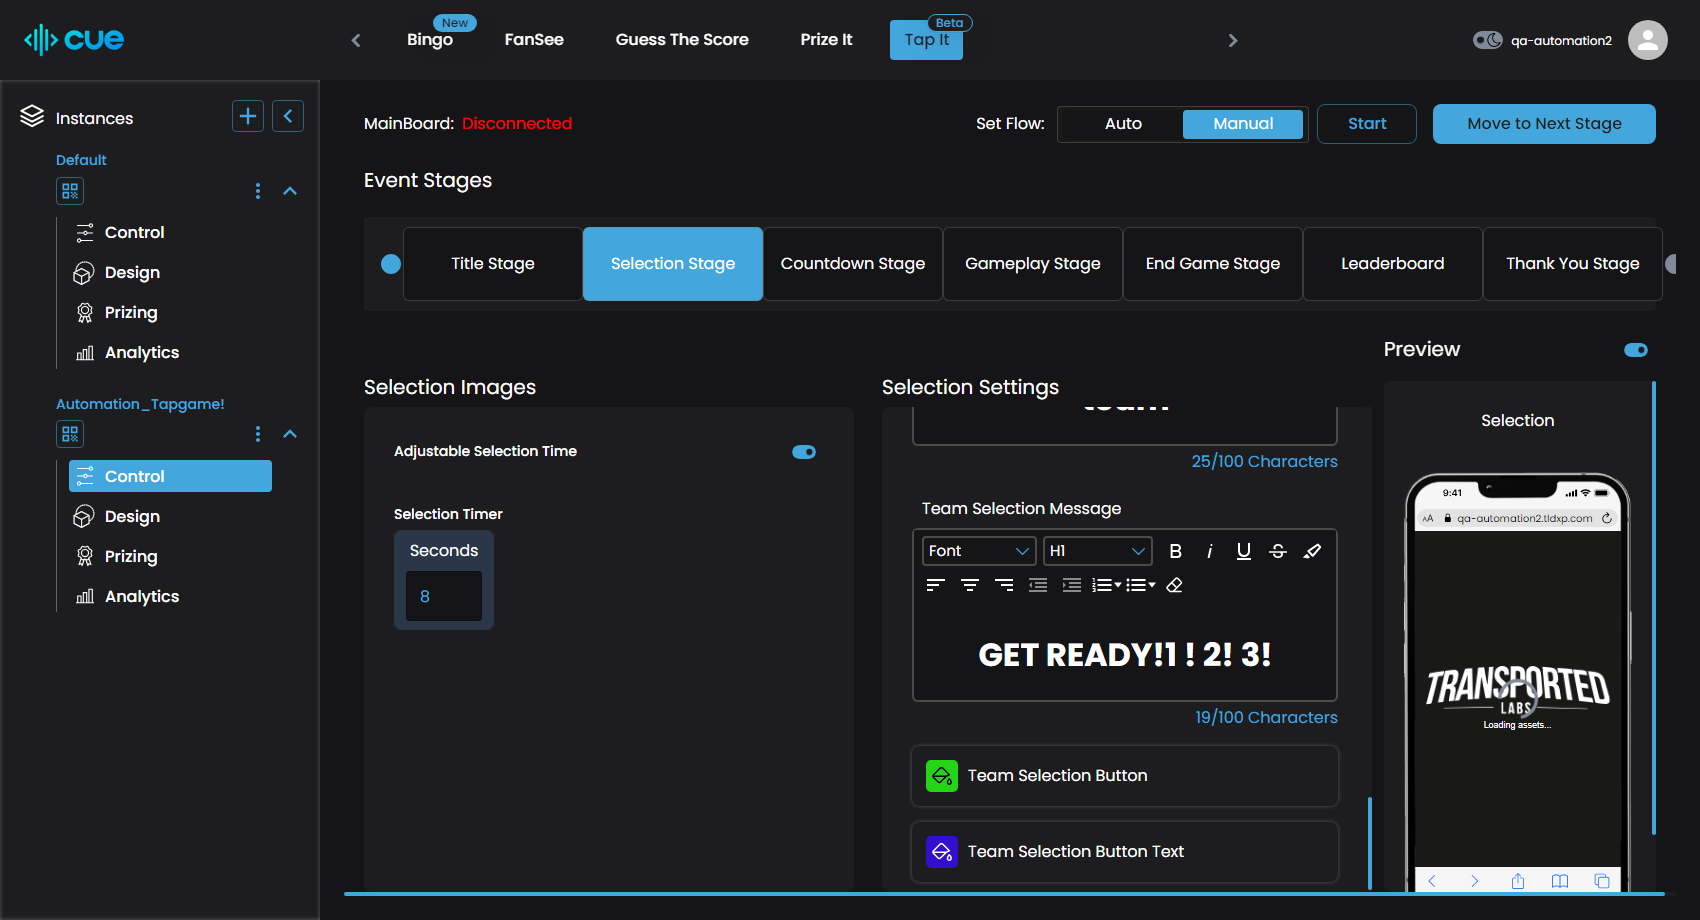 cue
New
Bingo
FanSee
Guess The Score
Prize It
Beta
Tap It
qa-automation2
Instances
Default
Control
Design
Prizing
Analytics
Automation_Tapgame!
Control
Design
Prizing
Analytics
MainBoard: Disconnected
Set Flow:
Auto
Manual
Start
Move to Next Stage
Event Stages
Title Stage
Selection Stage
Countdown Stage
Gameplay Stage
End Game Stage
Leaderboard
Thank You Stage
Selection Images
Adjustable Selection Time
Selection Timer
Seconds
8
Selection Settings
team
25/100 Characters
Team Selection Message
Font
H1
B
i
U
S
GET READY!1 ! 2! 3!
19/100 Characters
Team Selection Button
Team Selection Button Text
Preview
Selection
9:41
AA
qa-automation2.tldxp.com
TRANSPORTED
LABS
Loading assets...